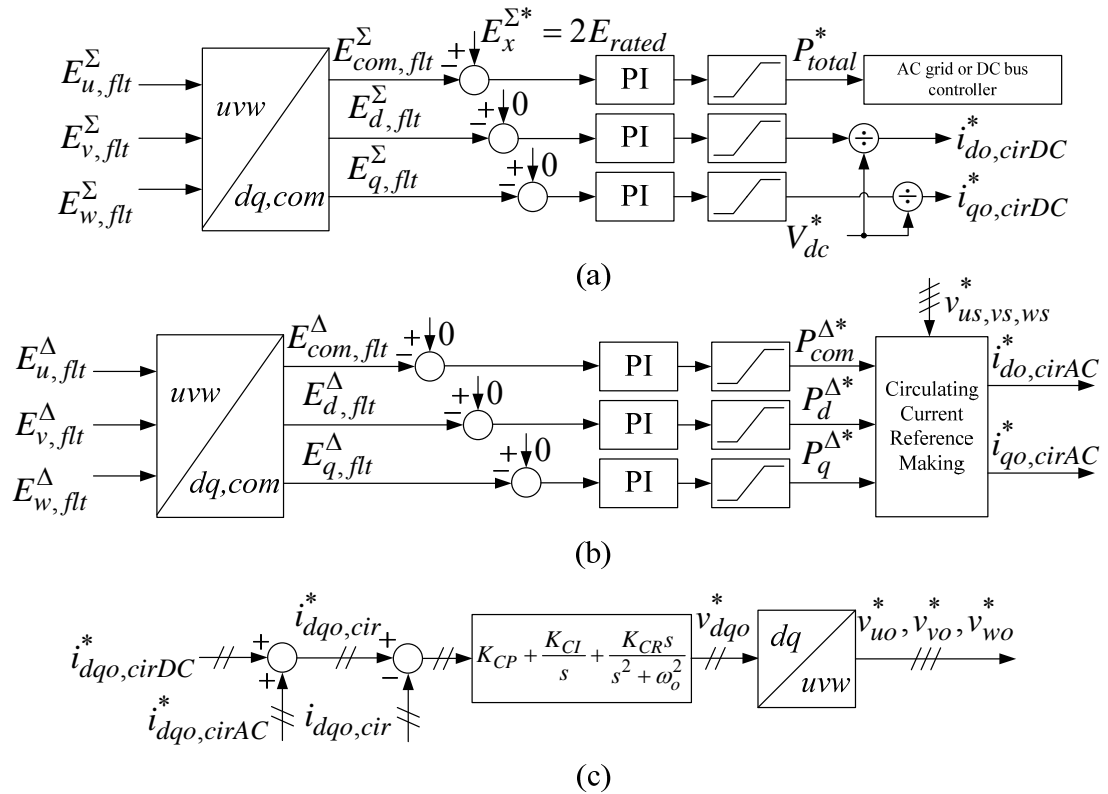 E^Σ_{u,flt}
E^Σ_{v,flt}
E^Σ_{w,flt}
uvw
dq,com
E^Σ_{com,flt}
E^Σ_{d,flt}
E^Σ_{q,flt}
E^{Σ*}_x = 2E_{rated}
+
−
+ 0
−
+ 0
−
PI
PI
PI
P^*_{total}
AC grid or DC bus
controller
÷
÷
i^*_{do,cirDC}
i^*_{qo,cirDC}
V^*_{dc}
(a)
E^Δ_{u,flt}
E^Δ_{v,flt}
E^Δ_{w,flt}
uvw
dq,com
E^Δ_{com,flt}
E^Δ_{d,flt}
E^Δ_{q,flt}
+ 0
−
+ 0
−
+ 0
−
PI
PI
PI
P^{Δ*}_{com}
P^{Δ*}_d
P^{Δ*}_q
v^*_{us,vs,ws}
Circulating
Current
Reference
Making
i^*_{do,cirAC}
i^*_{qo,cirAC}
(b)
i^*_{dqo,cirDC}
+
+
i^*_{dqo,cirAC}
i^*_{dqo,cir}
+
−
i_{dqo,cir}
K_{CP} + \frac{K_{CI}}{s} + \frac{K_{CR}s}{s^2 + ω_o^2}
v^*_{dqo}
dq
uvw
v^*_{uo}, v^*_{vo}, v^*_{wo}
(c)